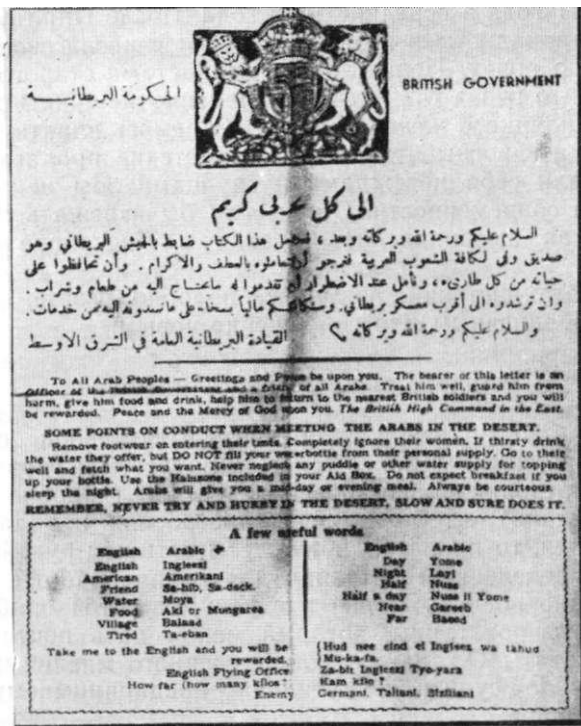 الحكومة البريطانيــــة
BRITISH GOVERNMENT
الى كل عربي كريم
السلام عليكم ورحمة الله وبركاته وبعد ، فحامل هذا الكتاب ضابط بالجيش البريطاني وهو
صديق وفى لكافة الشعوب العربية فنرجو أن تعاملوه بالعطف والاكرام . وأن تحافظوا على
حياته من كل طارىء ، ونأمل عند الاضطرار أن تقدموا له مايحتاج اليه من طعام وشراب .
وان ترشدوه الى أقرب معسكر بريطاني . وسنكافئكم مالياً بسخاء على ماتسدونه اليه من خدمات .
والسلام عليكم ورحمة الله وبركاته ،
القيادة البريطانية العامة في الشرق الاوسط
To All Arab Peoples — Greetings and Peace be upon you. The bearer of this letter is an
Officer of the British Government and a friend of all Arabs. Treat him well, guard him from
harm, give him food and drink, help him to return to the nearest British soldiers and you will
be rewarded. Peace and the Mercy of God upon you. The British High Command in the East.
SOME POINTS ON CONDUCT WHEN MEETING THE ARABS IN THE DESERT.
Remove footwear on entering their tents. Completely ignore their women. If thirsty drink
the water they offer, but DO NOT fill your waterbottle from their personal supply. Go to their
well and fetch what you want. Never neglect any puddle or other water supply for topping
up your bottle. Use the Halazone included in your Aid Box. Do not expect breakfast if you
sleep the night. Arabs will give you a mid-day or evening meal. Always be courteous.
REMEMBER, NEVER TRY AND HURRY IN THE DESERT, SLOW AND SURE DOES IT.
A few useful words
English Arabic
English Ingleezi
American Amerikani
Friend Sa-hib, Sa-deek.
Water Moya
Food Akl or Mungarea
Village Balaad
Tired Ta-eban
English Arabic
Day Yome
Night Layl
Half Nuss
Half a day Nuss il Yome
Near Gareeb
Far Baeed
Take me to the English and you will be rewarded. Hud nee eind el Ingleez wa tahud Mu-ka-fa.
English Flying Officer Za-bit Ingleezi Tye-yara
How far (how many kilos?) Kam kilo ?
Enemy Germani, Taliani, Siziliani